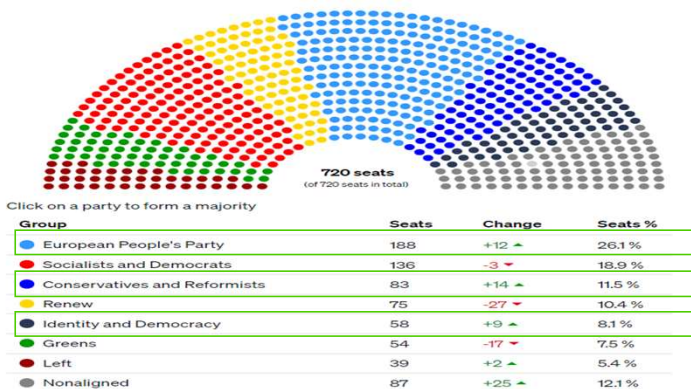 720 seats
(of 720 seats in total)
Click on a party to form a majority
Group Seats Change Seats %
European People's Party 188 +12 ▲ 26.1 %
Socialists and Democrats 136 -3 ▼ 18.9 %
Conservatives and Reformists 83 +14 ▲ 11.5 %
Renew 75 -27 ▼ 10.4 %
Identity and Democracy 58 +9 ▲ 8.1 %
Greens 54 -17 ▼ 7.5 %
Left 39 +2 ▲ 5.4 %
Nonaligned 87 +25 ▲ 12.1 %